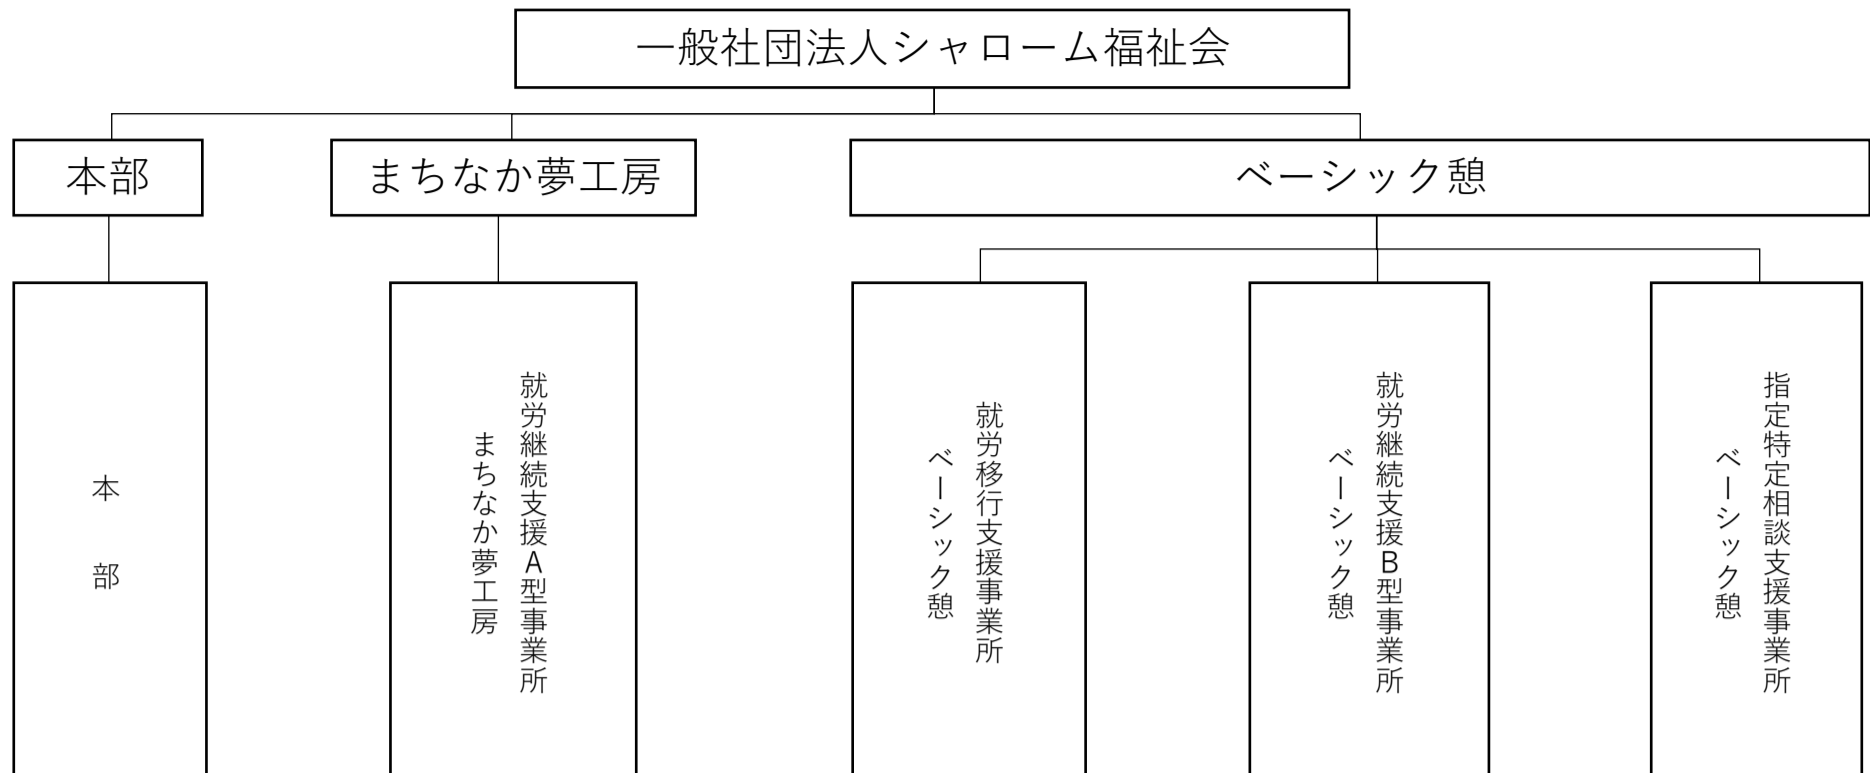 一般社団法人シャローム福祉会
本部
まちなか夢工房
ベーシック憩
本部
就労継続支援A型事業所
まちなか夢工房
就労移行支援事業所
ベーシック憩
就労継続支援B型事業所
ベーシック憩
指定特定相談支援事業所
ベーシック憩